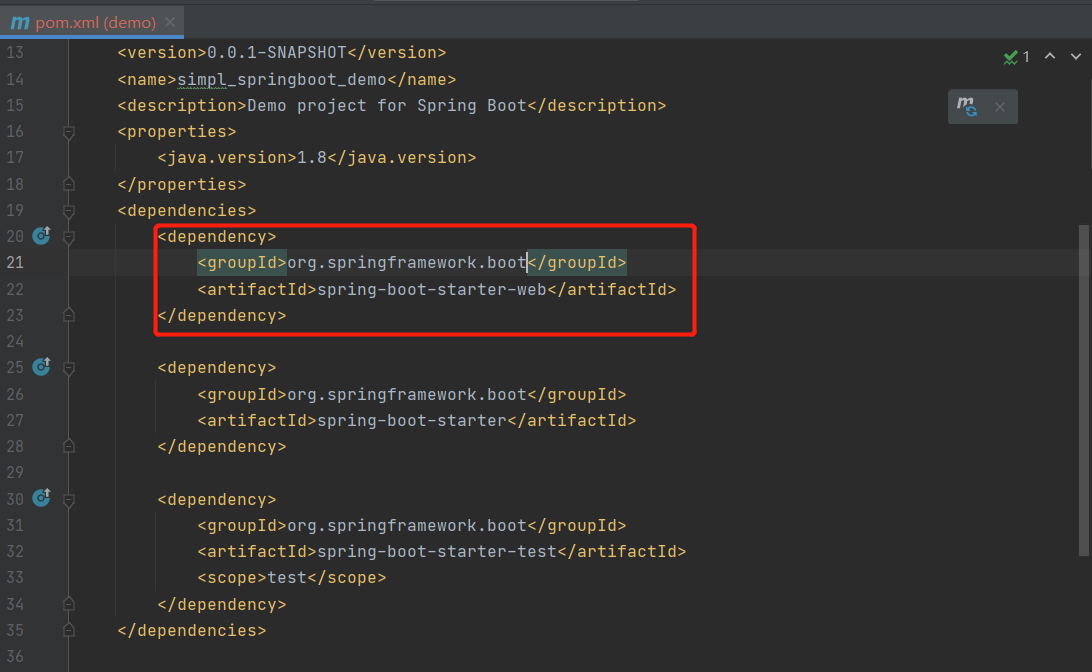 pom.xml (demo)
13 <version>0.0.1-SNAPSHOT</version>
1
14 <name>simpl_springboot_demo</name>
15 <description>Demo project for Spring Boot</description>
16 <properties>
17 <java.version>1.8</java.version>
18 </properties>
19 <dependencies>
20 <dependency>
21 <groupId>org.springframework.boot</groupId>
22 <artifactId>spring-boot-starter-web</artifactId>
23 </dependency>
24
25 <dependency>
26 <groupId>org.springframework.boot</groupId>
27 <artifactId>spring-boot-starter</artifactId>
28 </dependency>
29
30 <dependency>
31 <groupId>org.springframework.boot</groupId>
32 <artifactId>spring-boot-starter-test</artifactId>
33 <scope>test</scope>
34 </dependency>
35 </dependencies>
36